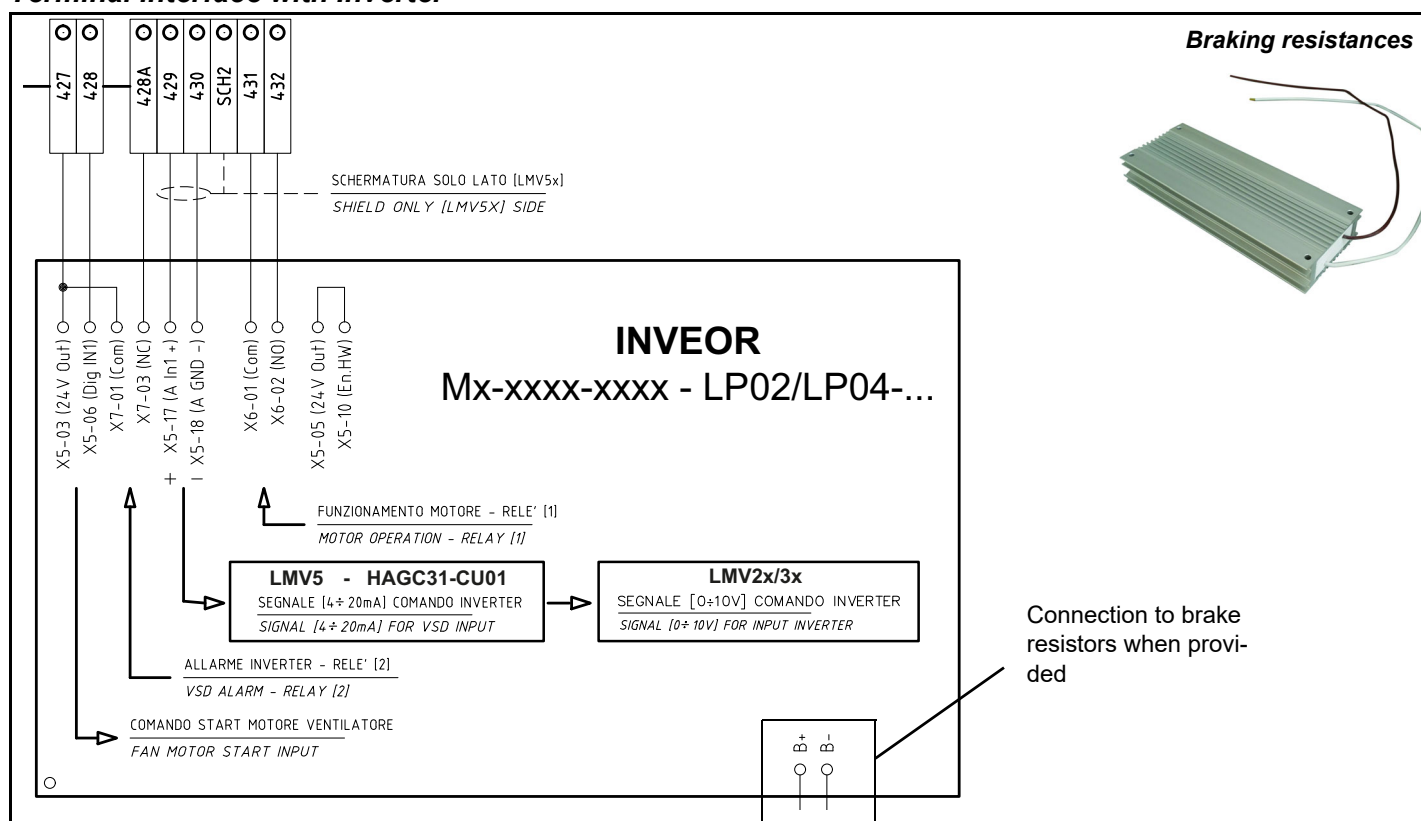 Terminal interface with inverter
Braking resistances
427
428
428A
429
430
SCH2
431
432
SCHERMATURA SOLO LATO [LMV5x]
SHIELD ONLY [LMV5X] SIDE
X5-03 (24V Out)
X5-06 (Dig IN1)
X7-01 (Com)
X7-03 (NC)
+ X5-17 (A In1 +)
− X5-18 (A GND -)
X6-01 (Com)
X6-02 (NO)
X5-05 (24V Out)
X5-10 (En.HW)
INVEOR
Mx-xxxx-xxxx - LP02/LP04-...
FUNZIONAMENTO MOTORE - RELE' [1]
MOTOR OPERATION - RELAY [1]
LMV5 - HAGC31-CU01
SEGNALE [4÷20mA] COMANDO INVERTER
SIGNAL [4÷20mA] FOR VSD INPUT
LMV2x/3x
SEGNALE [0÷10V] COMANDO INVERTER
SIGNAL [0÷10V] FOR INPUT INVERTER
ALLARME INVERTER - RELE' [2]
VSD ALARM - RELAY [2]
COMANDO START MOTORE VENTILATORE
FAN MOTOR START INPUT
B+
B-
Connection to brake
resistors when provi-
ded